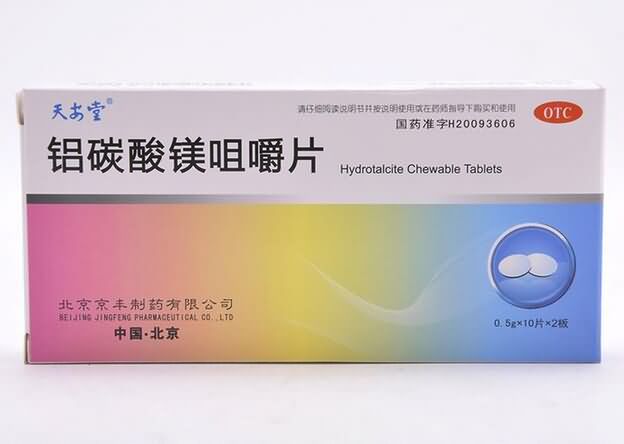 天安堂®
请仔细阅读说明书并按说明使用或在药师指导下购买和使用
国药准字H20093606
OTC
铝碳酸镁咀嚼片
Hydrotalcite Chewable Tablets
北京京丰制药有限公司
BEIJING JINGFENG PHARMACEUTICAL CO.,LTD
中国·北京
0.5g×10片×2板